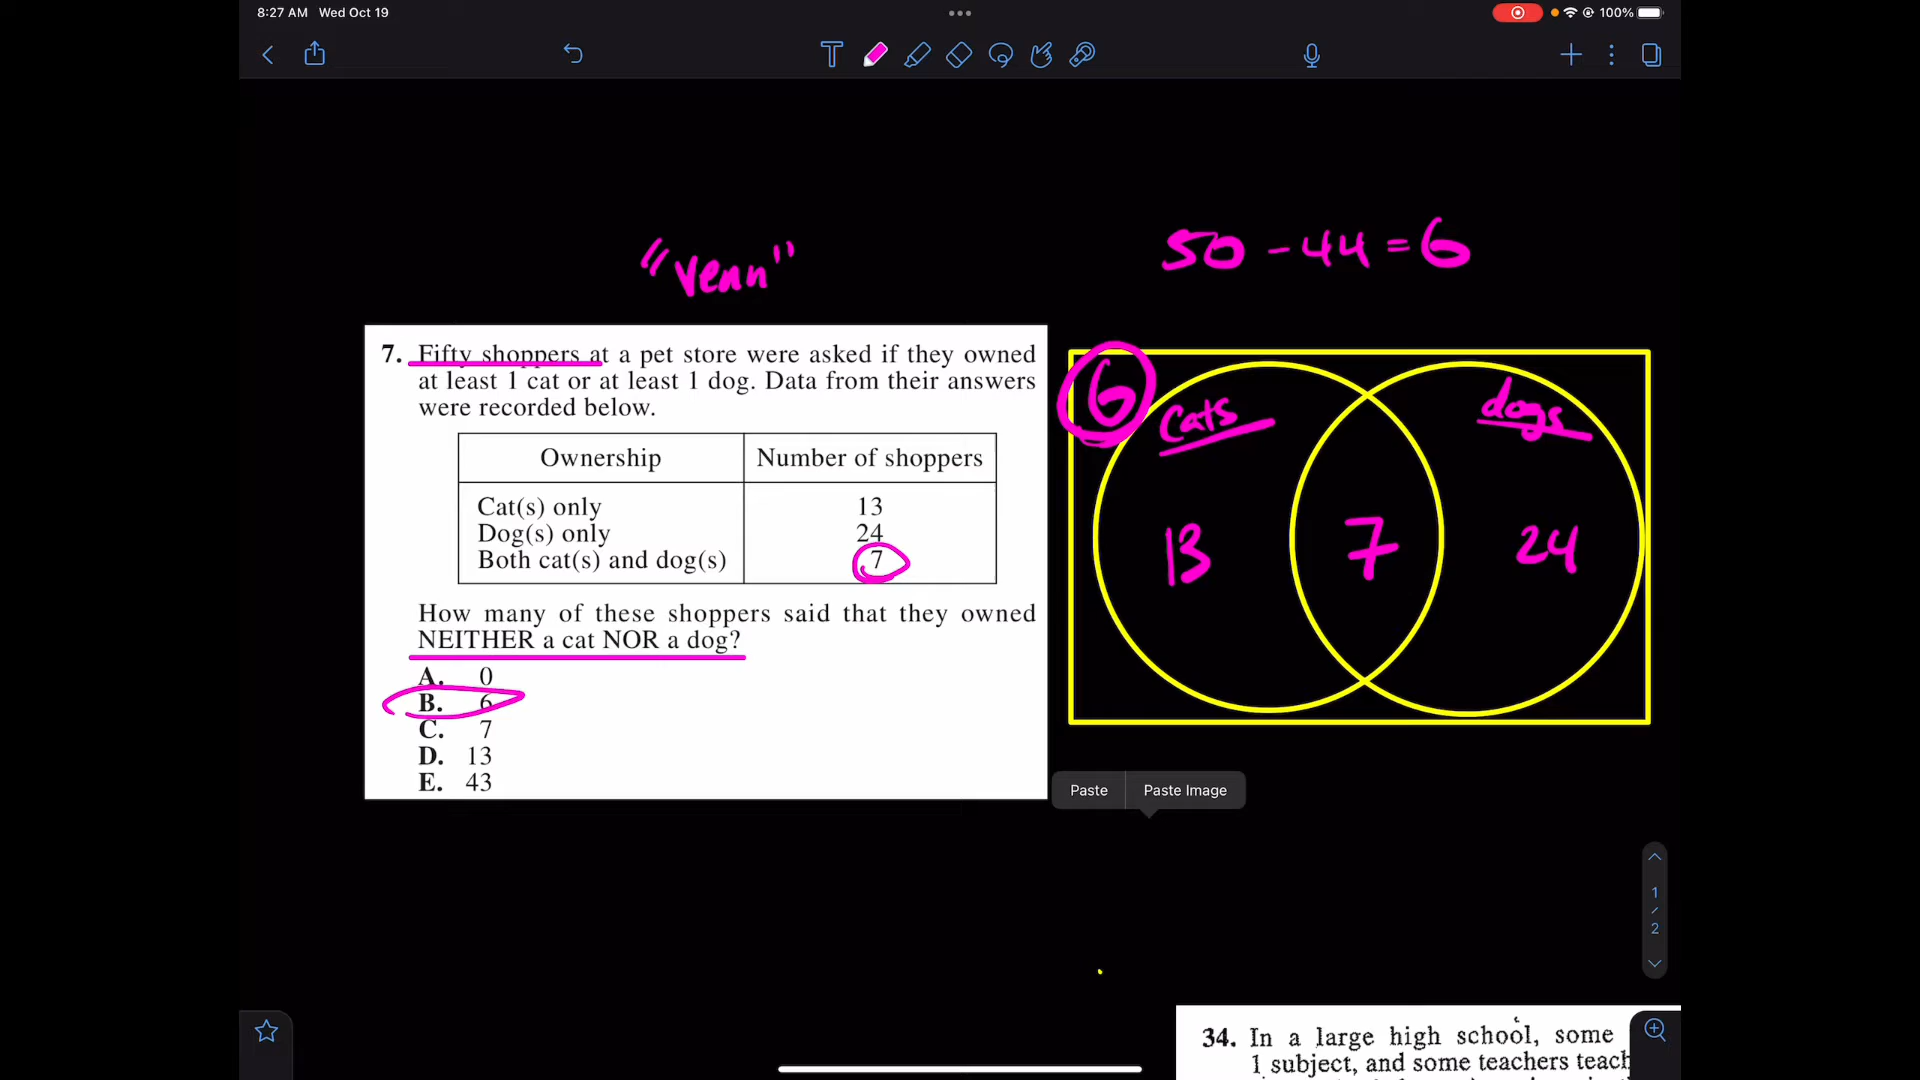 8:27 AM Wed Oct 19
100%
T
"Venn"
50 - 44 = 6
7. Fifty shoppers at a pet store were asked if they owned
at least 1 cat or at least 1 dog. Data from their answers
were recorded below.
Ownership Number of shoppers
Cat(s) only 13
Dog(s) only 24
Both cat(s) and dog(s) 7
How many of these shoppers said that they owned
NEITHER a cat NOR a dog?
A. 0
B. 6
C. 7
D. 13
E. 43
6
Cats
dogs
13 7 24
Paste Paste Image
1
/
2
34. In a large high school, some
1 subject, and some teachers teach